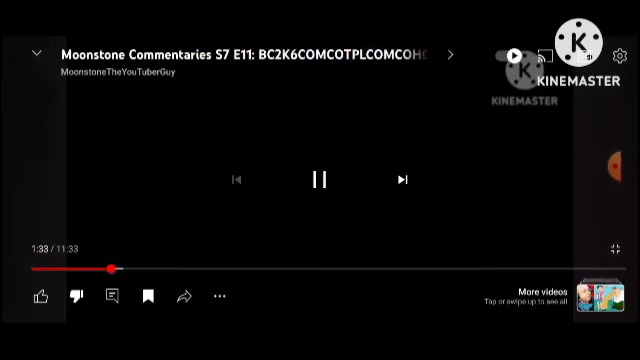 Moonstone Commentaries S7 E11: BC2K6COMCOTPLCOMCOH
MoonstoneTheYouTuberGuy
K
KINEMASTER
K
KINEMASTER
1:33 / 11:33
More videos
Tap or swipe up to see all